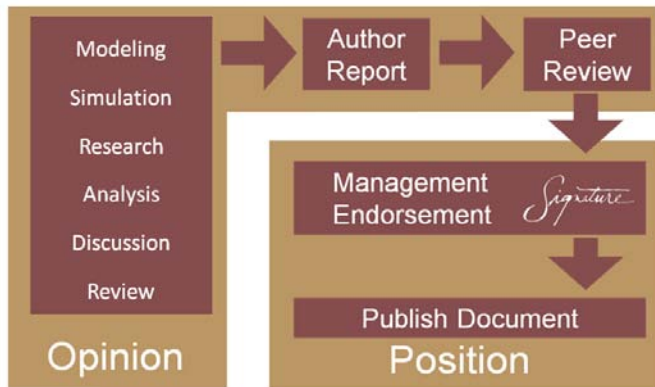 Modeling
Simulation
Research
Analysis
Discussion
Review
Opinion
Author
Report
Peer
Review
Management
Endorsement
Signature
Publish Document
Position